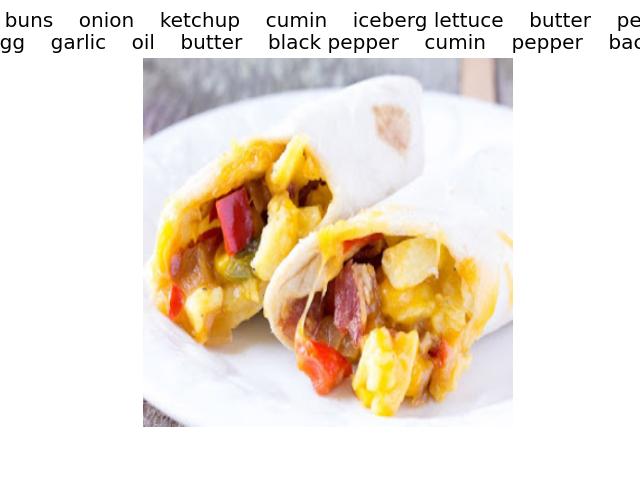 buns onion ketchup cumin iceberg lettuce butter
garlic oil butter black pepper cumin pepper